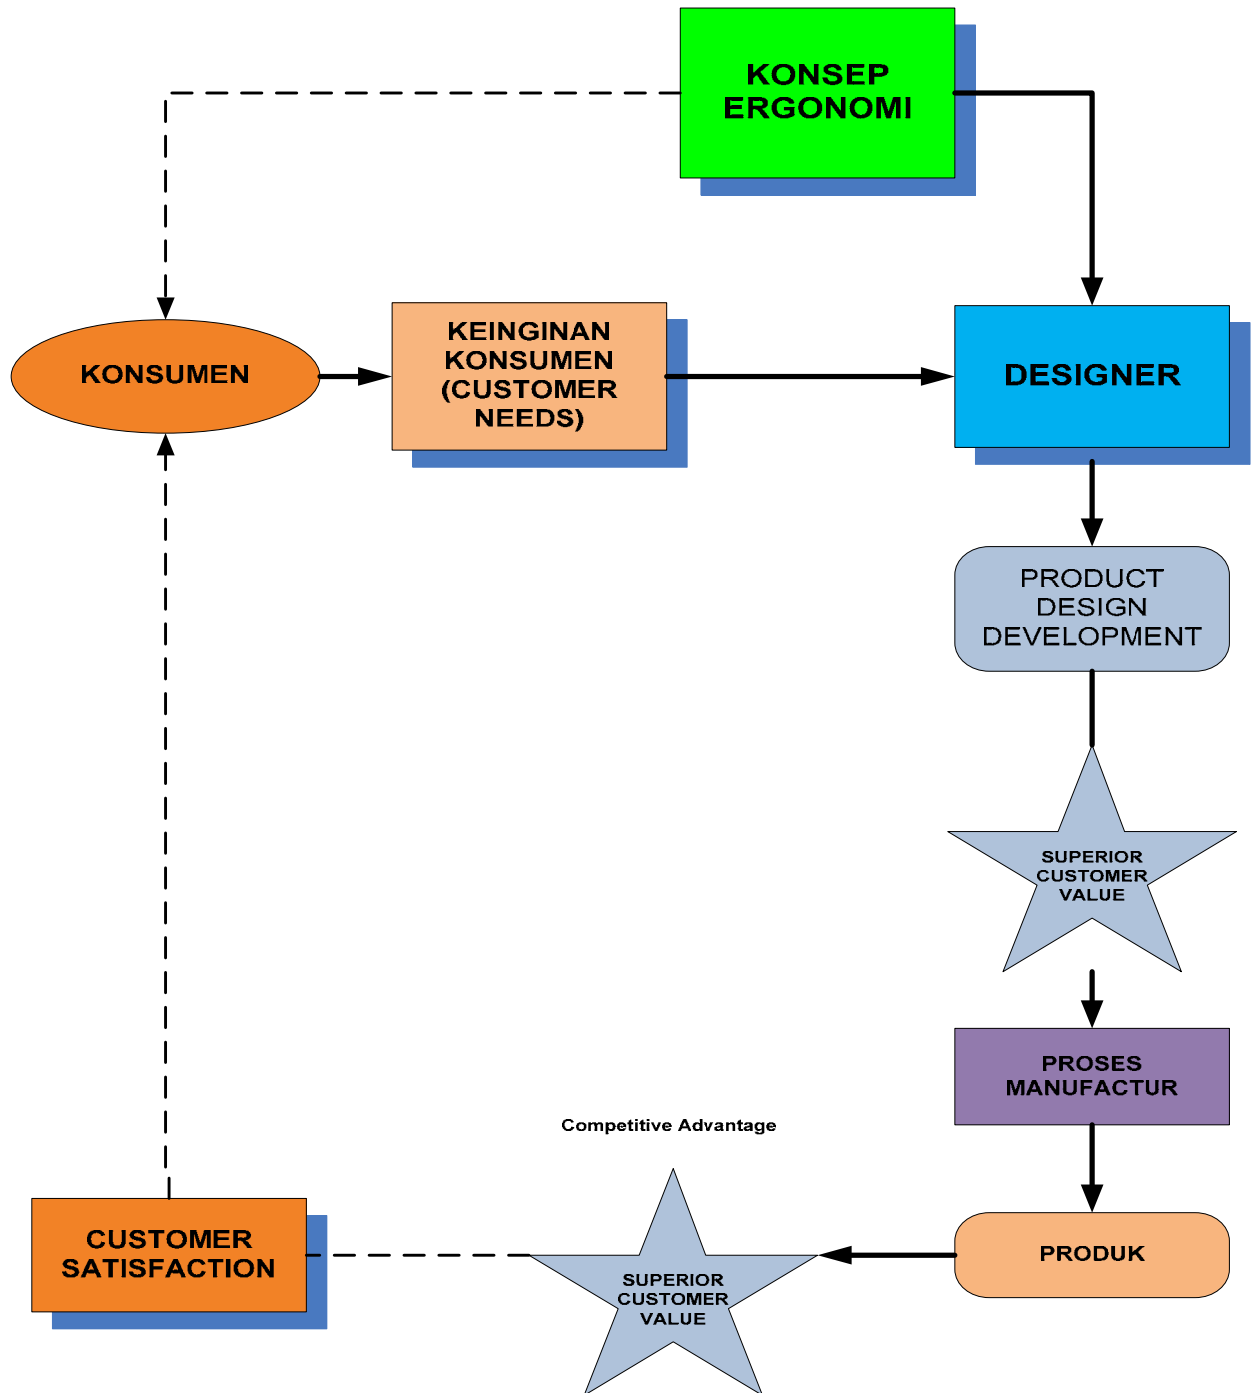 KONSEP
ERGONOMI
KONSUMEN
KEINGINAN
KONSUMEN
(CUSTOMER
NEEDS)
DESIGNER
PRODUCT
DESIGN
DEVELOPMENT
SUPERIOR
CUSTOMER
VALUE
PROSES
MANUFACTUR
Competitive Advantage
CUSTOMER
SATISFACTION
SUPERIOR
CUSTOMER
VALUE
PRODUK